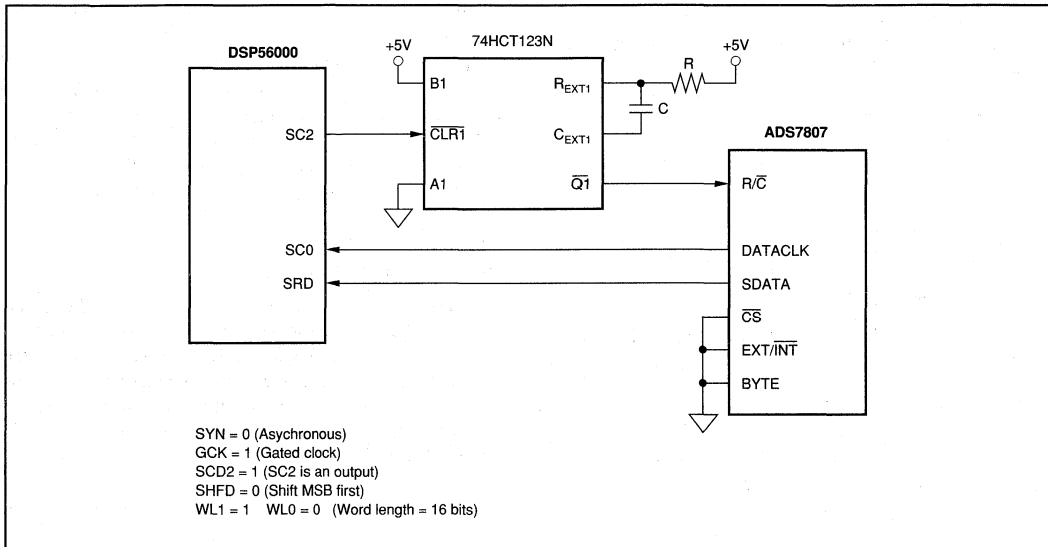 DSP56000
SC2
SC0
SRD
+5V
74HCT123N
B1
CLR1
A1
REXT1
CEXT1
Q1
R
C
+5V
ADS7807
R/C
DATACLK
SDATA
CS
EXT/INT
BYTE
SYN = 0 (Asychronous)
GCK = 1 (Gated clock)
SCD2 = 1 (SC2 is an output)
SHFD = 0 (Shift MSB first)
WL1 = 1 WL0 = 0 (Word length = 16 bits)